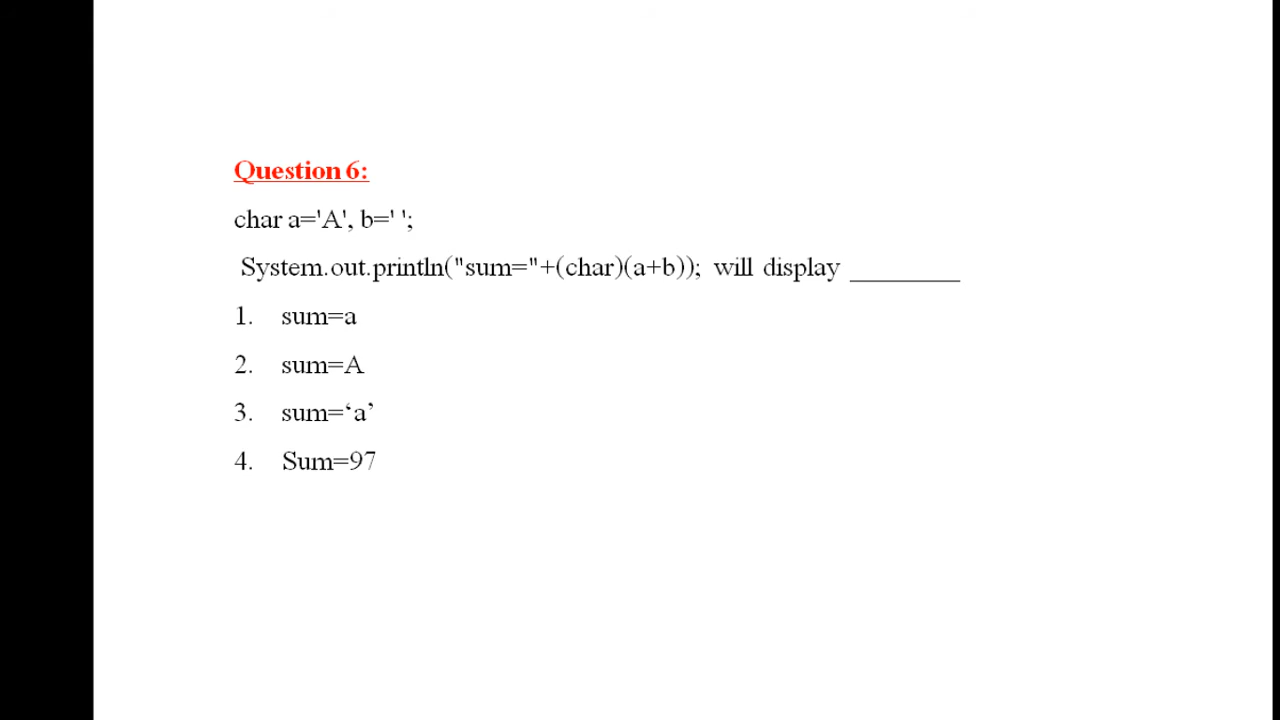 Question 6:
char a='A', b=' ';
System.out.println("sum="+(char)(a+b)); will display ________
1. sum=a
2. sum=A
3. sum=‘a’
4. Sum=97